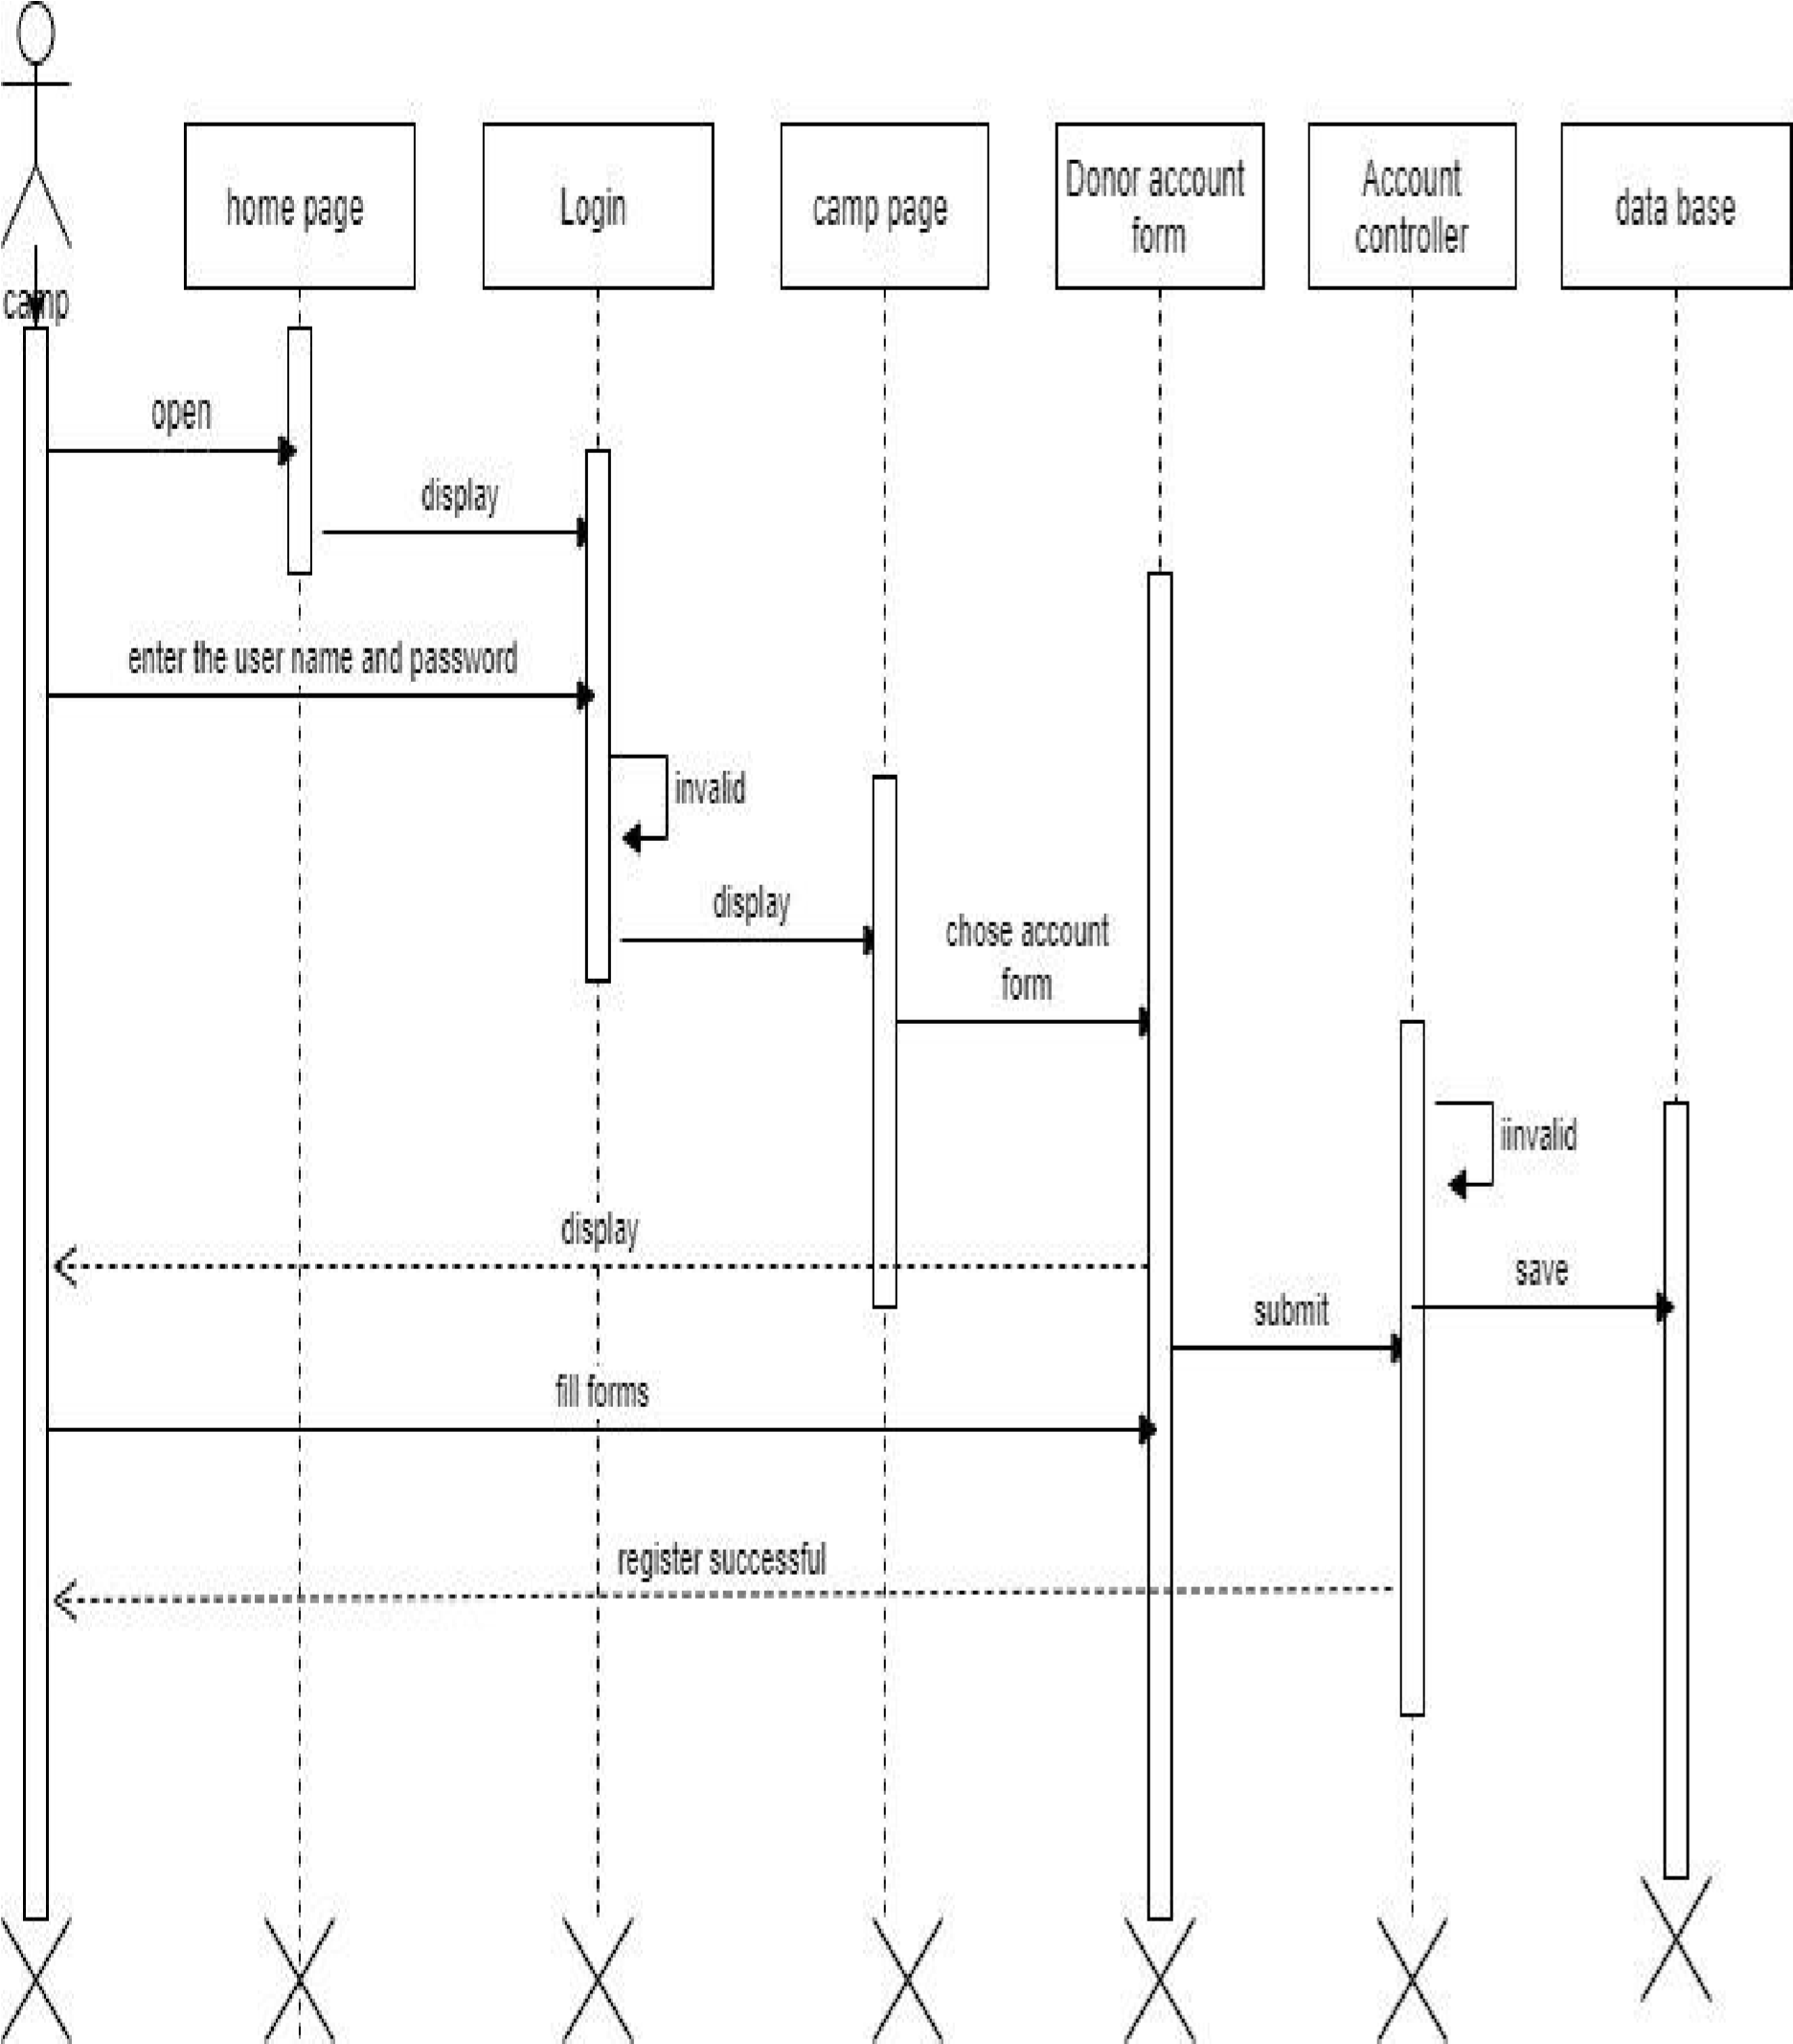 home page
Login
camp page
Donor account
form
Account
controller
data base
camp
open
display
enter the user name and password
invalid
display
chose account
form
iinvalid
display
save
submit
fill forms
register successful